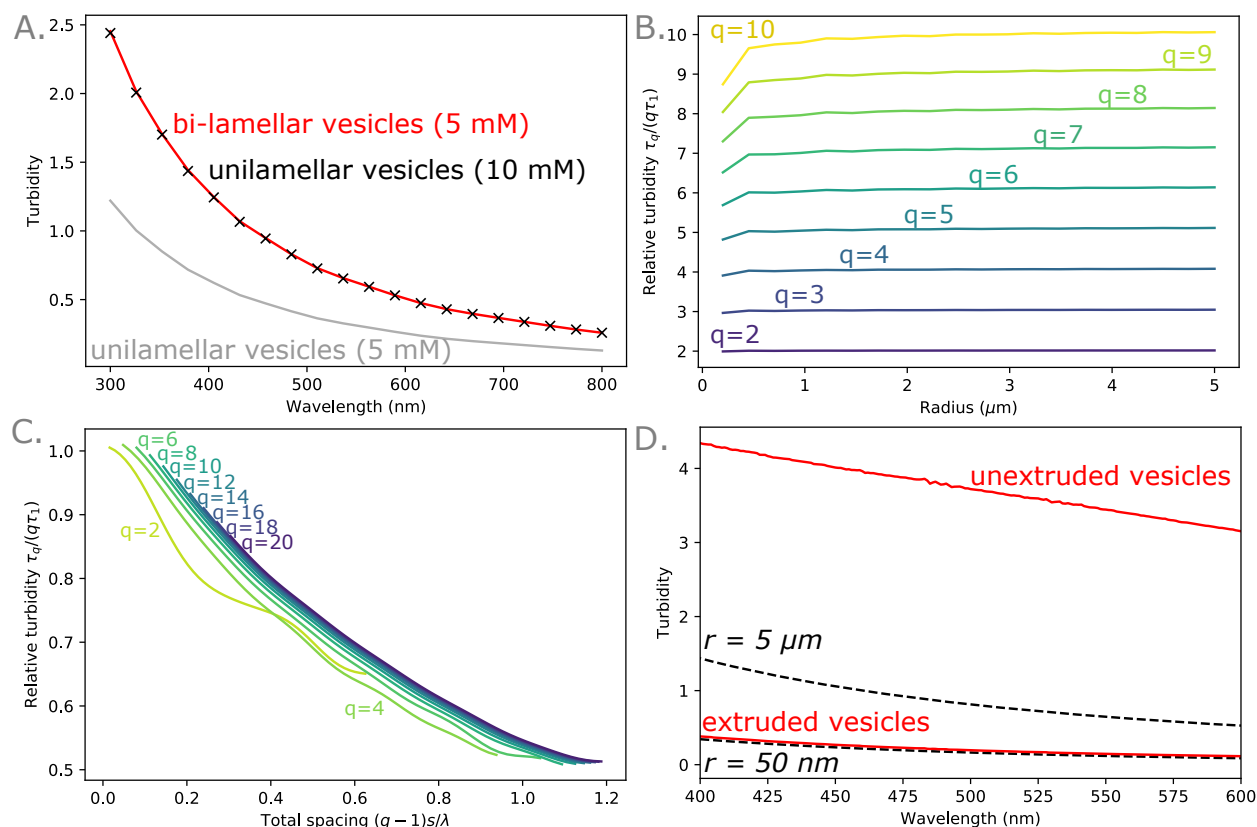 A.
2.5
2.0
1.5
1.0
0.5
Turbidity
bi-lamellar vesicles (5 mM)
unilamellar vesicles (10 mM)
unilamellar vesicles (5 mM)
300 400 500 600 700 800
Wavelength (nm)
B.
10
9
8
7
6
5
4
3
2
Relative turbidity τq/(qτ1)
q=10
q=9
q=8
q=7
q=6
q=5
q=4
q=3
q=2
0 1 2 3 4 5
Radius (μm)
C.
1.0
0.9
0.8
0.7
0.6
0.5
Relative turbidity τq/(qτ1)
q=6
q=8
q=10
q=12
q=14
q=16
q=18
q=20
q=2
q=4
0.0 0.2 0.4 0.6 0.8 1.0 1.2
Total spacing (q − 1)s/λ
D.
4
3
2
1
0
Turbidity
unextruded vesicles
r = 5 μm
extruded vesicles
r = 50 nm
400 425 450 475 500 525 550 575 600
Wavelength (nm)